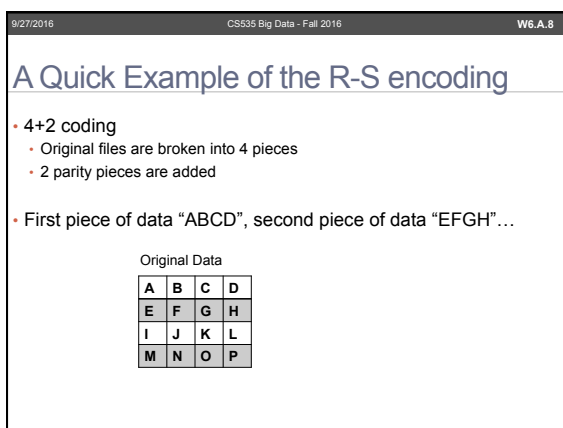 9/27/2016 CS535 Big Data - Fall 2016 W6.A.8
A Quick Example of the R-S encoding
• 4+2 coding
• Original files are broken into 4 pieces
• 2 parity pieces are added
• First piece of data “ABCD”, second piece of data “EFGH”…
Original Data
A B C D
E F G H
I J K L
M N O P